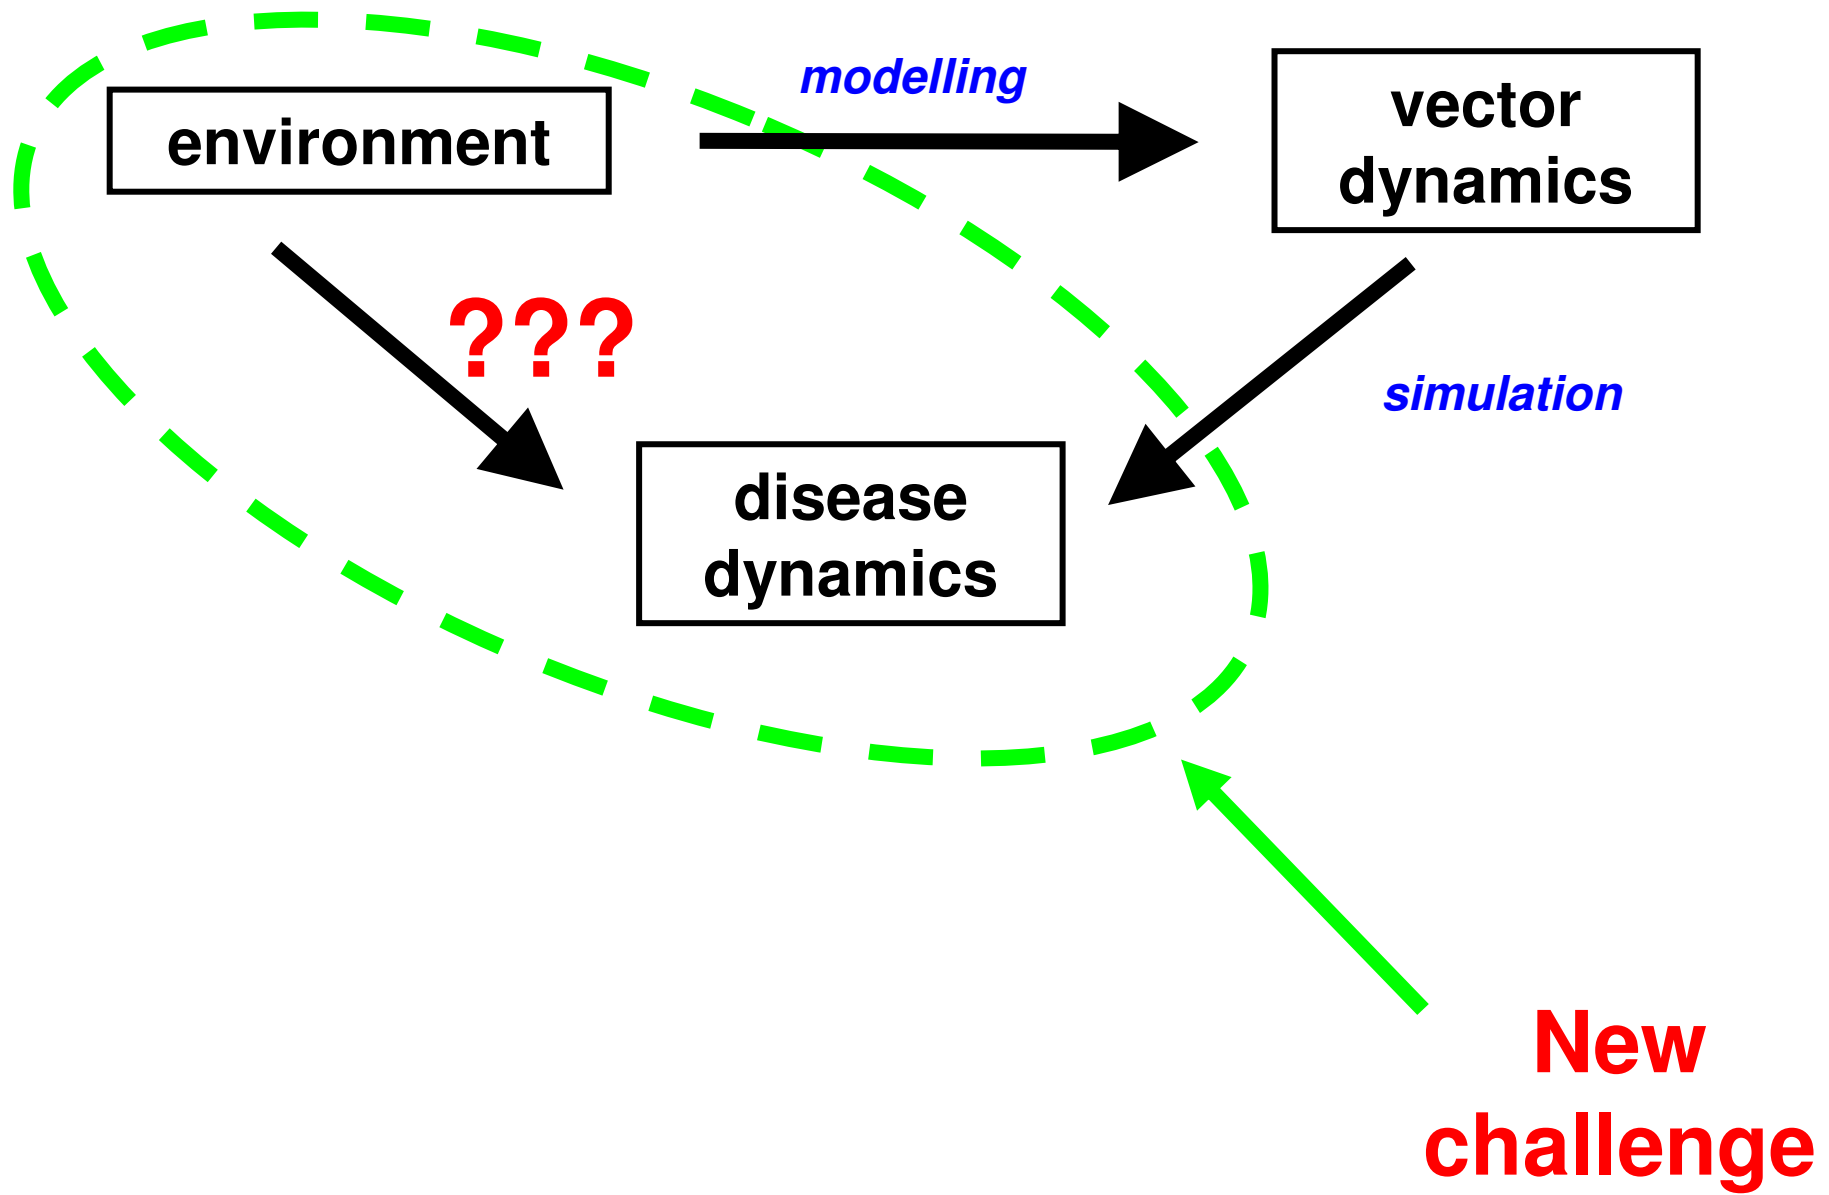 modelling
environment
vector
dynamics
???
simulation
disease
dynamics
New
challenge